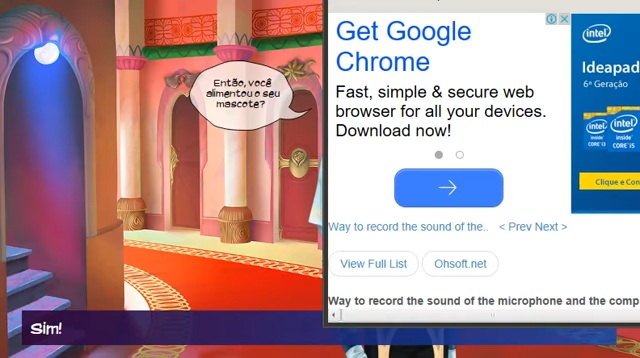 Então, você
alimentou o seu
mascote?
Sim!
Get Google
Chrome
Fast, simple & secure web
browser for all your devices.
Download now!
Way to record the sound of the.. < Prev Next >
View Full List
Ohsoft.net
Way to record the sound of the microphone and the comp
intel
Ideapad
6ª Geração
intel
inside
CORE i3
intel
inside
CORE i5
Clique e Con